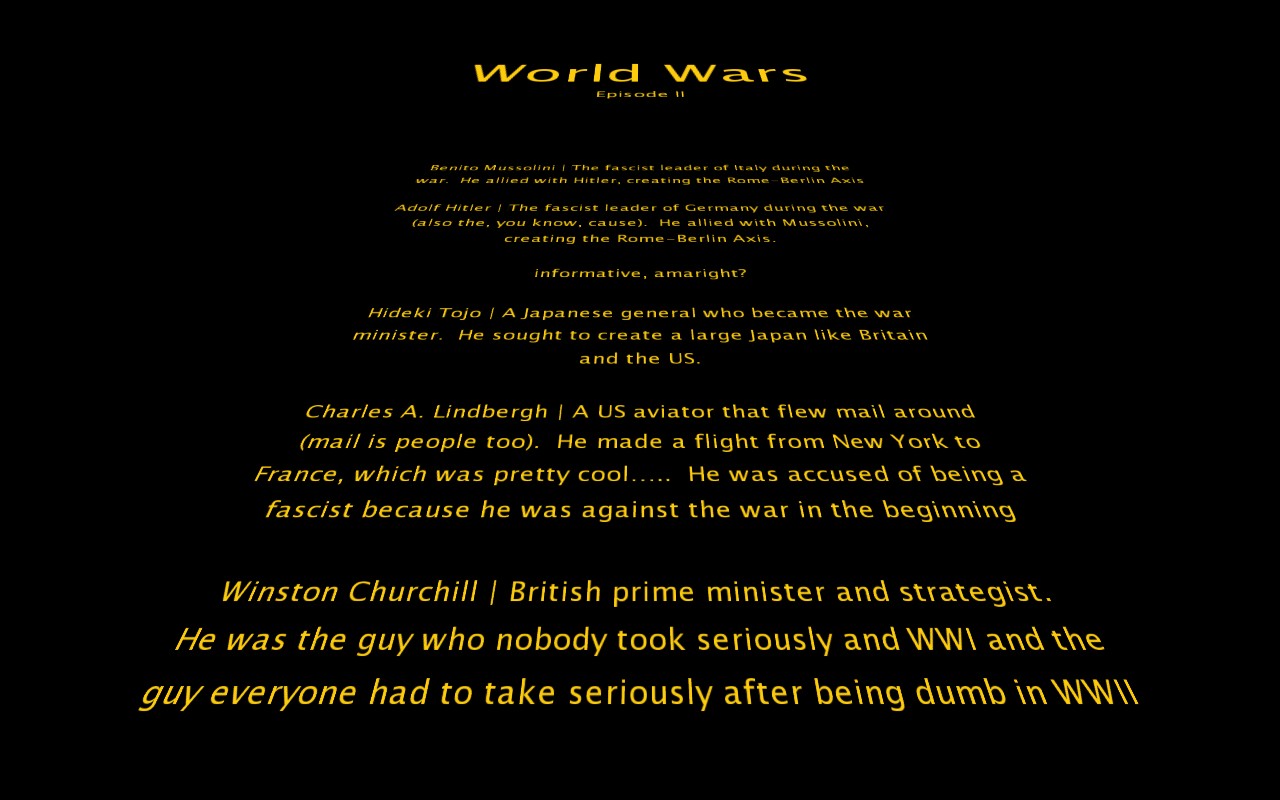 World Wars
Episode II
Benito Mussolini | The fascist leader of Italy during the
war.  He allied with Hitler, creating the Rome-Berlin Axis
Adolf Hitler | The fascist leader of Germany during the war
(also the, you know, cause).  He allied with Mussolini,
creating the Rome-Berlin Axis.
informative, amaright?
Hideki Tojo | A Japanese general who became the war
minister.  He sought to create a large Japan like Britain
and the US.
Charles A. Lindbergh | A US aviator that flew mail around
(mail is people too).  He made a flight from New York to
France, which was pretty cool.....  He was accused of being a
fascist because he was against the war in the beginning
Winston Churchill | British prime minister and strategist.
He was the guy who nobody took seriously and WWI and the
guy everyone had to take seriously after being dumb in WWII